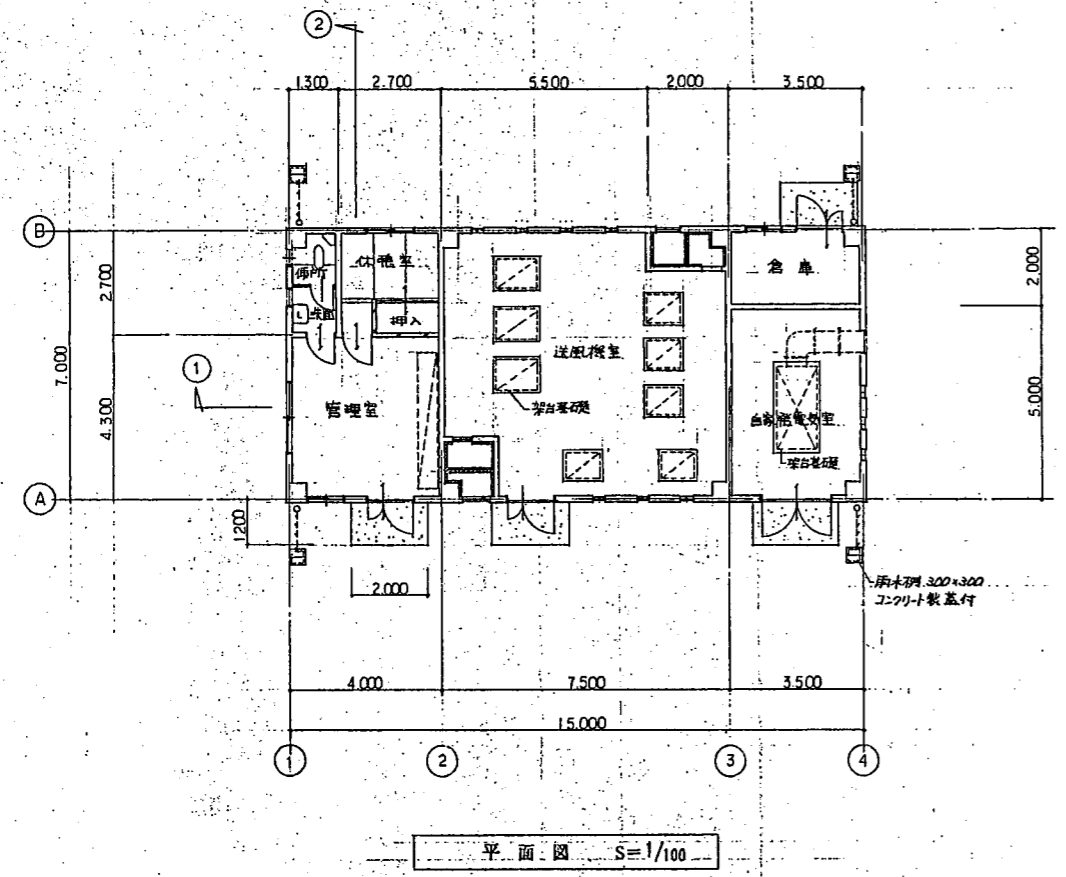 ②
1.300 2.700 5.500 2.000 3.500
Ⓑ
便所
休憩室
押入
倉庫
2.700
2.000
7.000
①
4.300
送風機室
架台基礎
管理室
自家発電気室
架台基礎
5.000
Ⓐ
1200
2.000
雨水桝 300×300
コンクリート製蓋付
4.000 7.500 3.500
15.000
① ② ③ ④
平面図 S=1/100